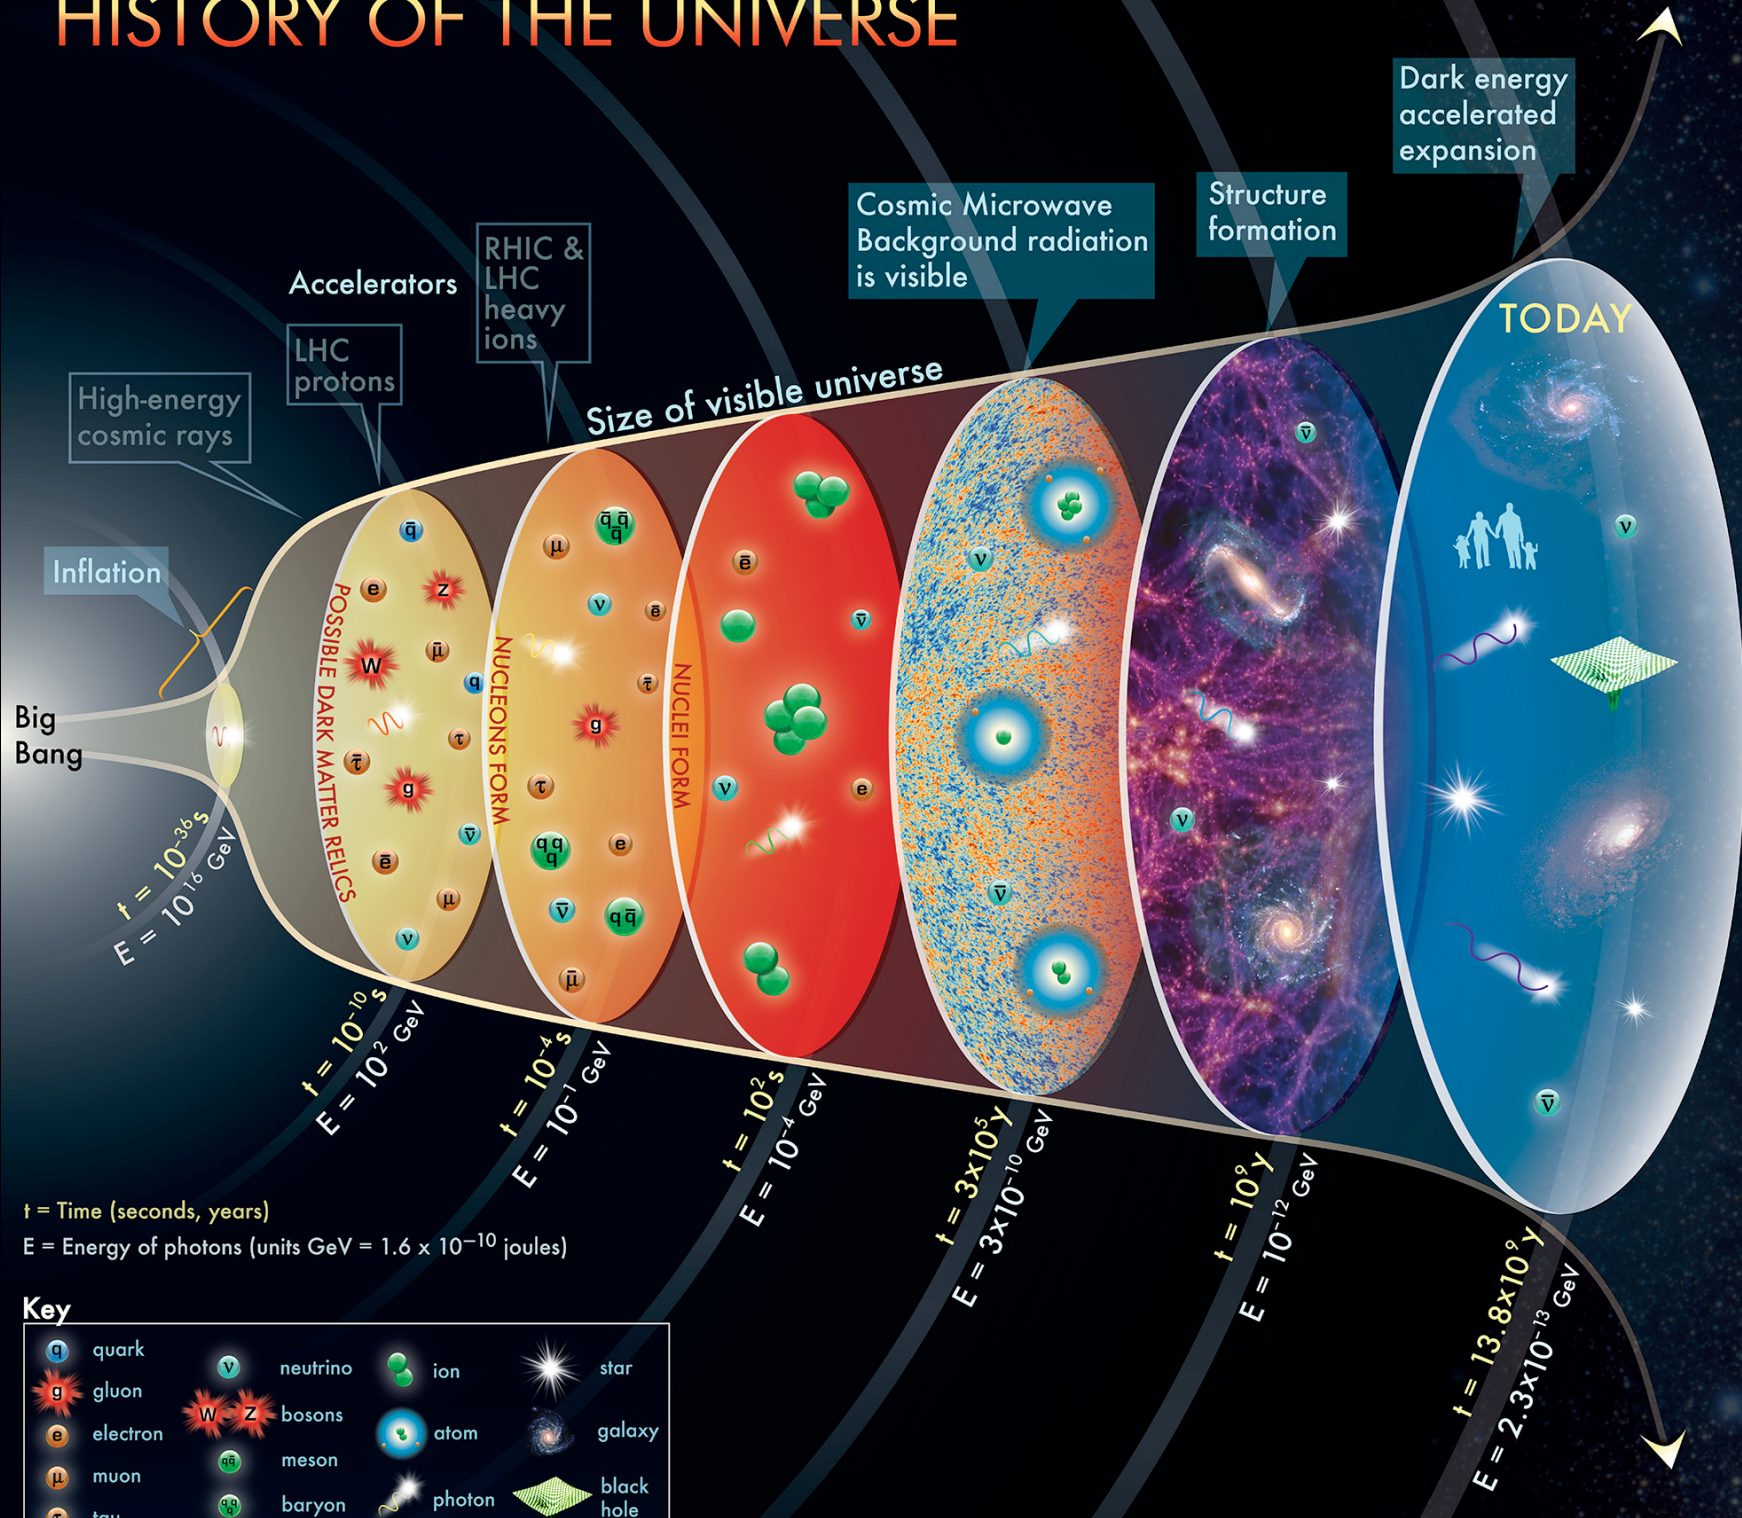 HISTORY OF THE UNIVERSE
Dark energy
accelerated
expansion
Structure
formation
Cosmic Microwave
Background radiation
is visible
RHIC &
LHC
heavy
ions
Accelerators
LHC
protons
High-energy
cosmic rays
Inflation
Size of visible universe
TODAY
Big
Bang
POSSIBLE DARK MATTER RELICS
q̄
e
Z
W
μ̄
q
τ
τ̄
g
ν̄
ē
μ
ν
NUCLEONS FORM
q̄ q̄
q̄
μ
ν
ē
τ̄
g
τ
q q
q
e
ν̄
qq̄
μ̄
NUCLEI FORM
ē
ν̄
ν
e
ν
ν̄
ν̄
ν
ν
ν̄
t = 10⁻³⁶ s
E = 10¹⁶ GeV
t = 10⁻¹⁰ s
E = 10² GeV
t = 10⁻⁴ s
E = 10⁻¹ GeV
t = 10² s
E = 10⁻⁴ GeV
t = 3x10⁵ y
E = 3x10⁻¹⁰ GeV
t = 10⁹ y
E = 10⁻¹² GeV
t = 13.8x10⁹ y
E = 2.3x10⁻¹³ GeV
t = Time (seconds, years)
E = Energy of photons (units GeV = 1.6 x 10⁻¹⁰ joules)
Key
q quark
g gluon
e electron
μ muon
τ tau
ν neutrino
W Z bosons
qq̄ meson
q q
q baryon
ion
atom
photon
star
galaxy
black
hole